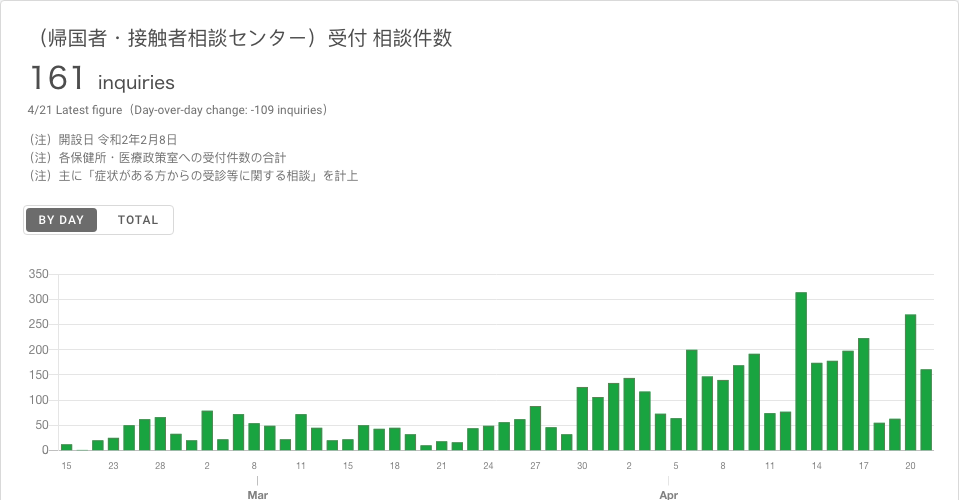 （帰国者・接触者相談センター）受付 相談件数
161 inquiries
4/21 Latest figure（Day-over-day change: -109 inquiries）
（注）開設日 令和2年2月8日
（注）各保健所・医療政策室への受付件数の合計
（注）主に「症状がある方からの受診等に関する相談」を計上
BY DAY TOTAL
350
300
250
200
150
100
50
0
15 23 28 2 8 11 15 18 21 24 27 30 2 5 8 11 14 17 20
Mar Apr